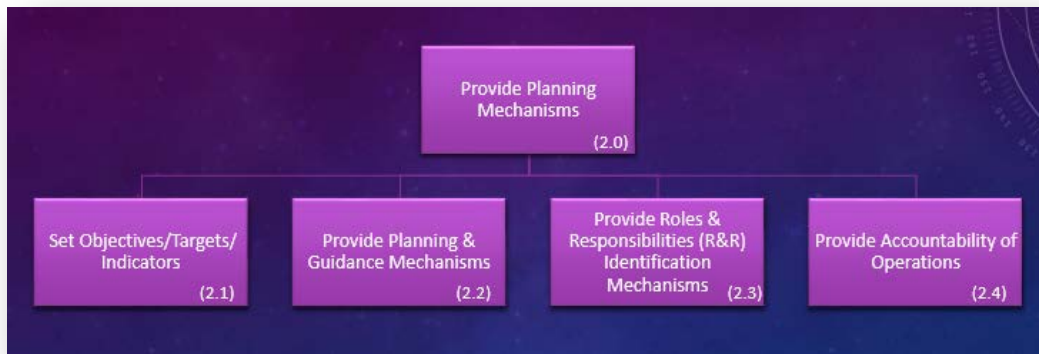 Provide Planning
Mechanisms
(2.0)
Set Objectives/Targets/
Indicators
(2.1)
Provide Planning &
Guidance Mechanisms
(2.2)
Provide Roles &
Responsibilities (R&R)
Identification
Mechanisms
(2.3)
Provide Accountability of
Operations
(2.4)